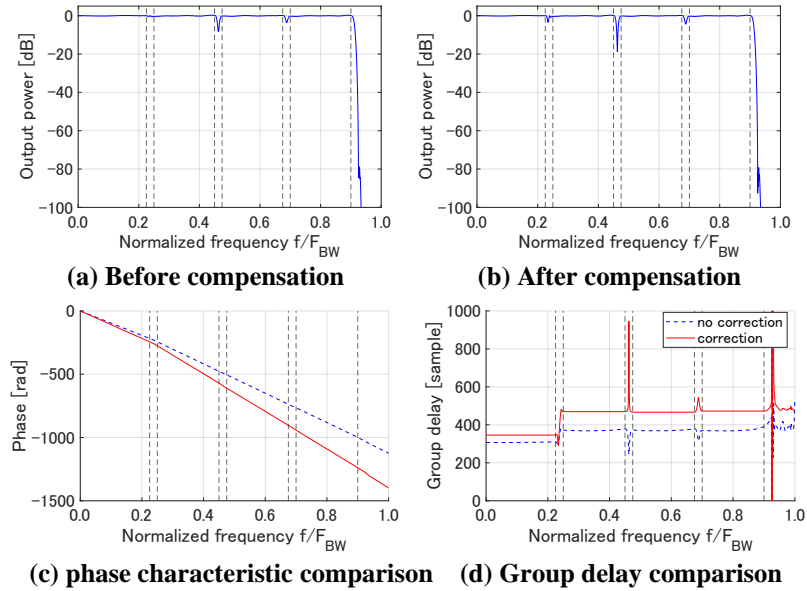 0
-20
-40
-60
-80
-100
0.0 0.2 0.4 0.6 0.8 1.0
Output power [dB]
Normalized frequency f/F_BW
(a) Before compensation
0
-20
-40
-60
-80
-100
0.0 0.2 0.4 0.6 0.8 1.0
Output power [dB]
Normalized frequency f/F_BW
(b) After compensation
0
-500
-1000
-1500
0.0 0.2 0.4 0.6 0.8 1.0
Phase [rad]
Normalized frequency f/F_BW
(c) phase characteristic comparison
1000
800
600
400
200
0
0.0 0.2 0.4 0.6 0.8 1.0
Group delay [sample]
no correction
correction
Normalized frequency f/F_BW
(d) Group delay comparison